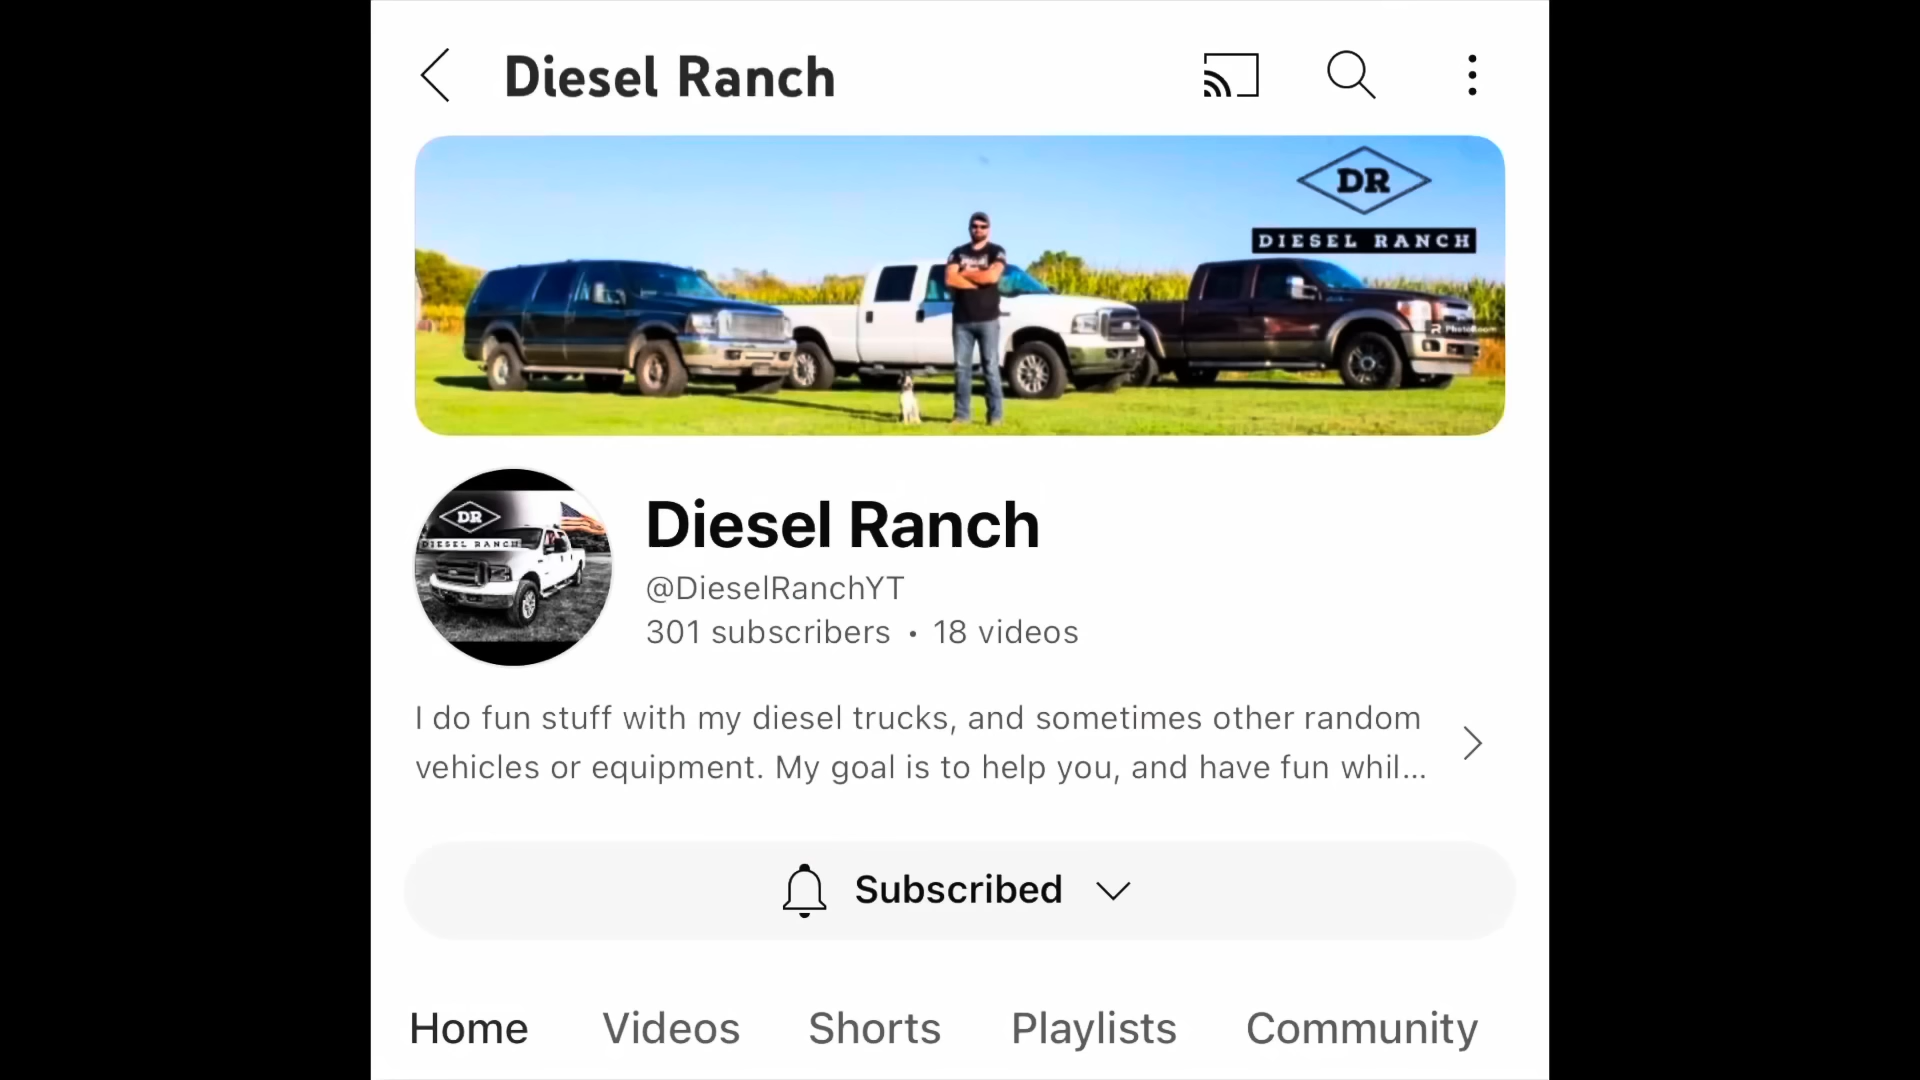 Diesel Ranch
DR
DIESEL RANCH
PhotoRoom
DR
DIESEL RANCH
Diesel Ranch
@DieselRanchYT
301 subscribers • 18 videos
I do fun stuff with my diesel trucks, and sometimes other random
vehicles or equipment. My goal is to help you, and have fun whil...
Subscribed
Home Videos Shorts Playlists Community